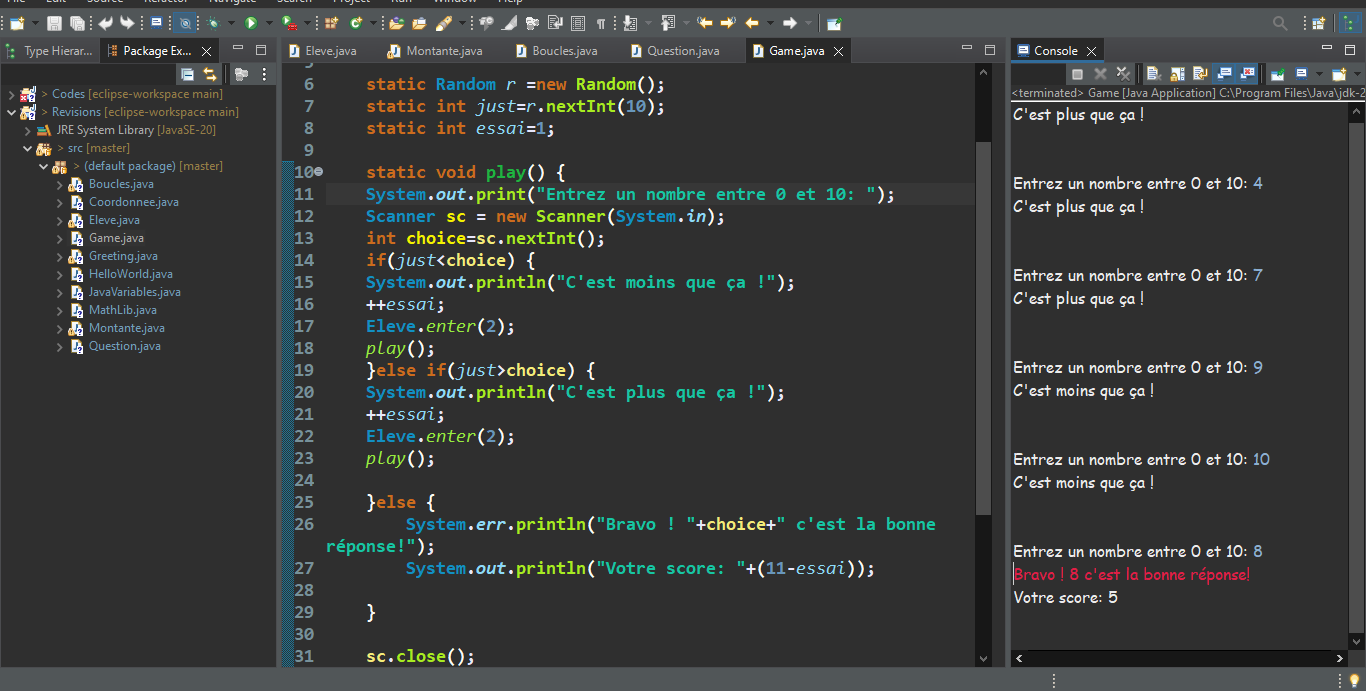 File Edit Source Refactor Navigate Search Project Run Window Help
Type Hierar... Package Ex...
> Codes [eclipse-workspace main]
> Revisions [eclipse-workspace main]
JRE System Library [JavaSE-20]
> src [master]
> (default package) [master]
Boucles.java
Coordonnee.java
Eleve.java
Game.java
Greeting.java
HelloWorld.java
JavaVariables.java
MathLib.java
Montante.java
Question.java
Eleve.java Montante.java Boucles.java Question.java Game.java
5
6 static Random r =new Random();
7 static int just=r.nextInt(10);
8 static int essai=1;
9
10 static void play() {
11 System.out.print("Entrez un nombre entre 0 et 10: ");
12 Scanner sc = new Scanner(System.in);
13 int choice=sc.nextInt();
14 if(just<choice) {
15 System.out.println("C'est moins que ça !");
16 ++essai;
17 Eleve.enter(2);
18 play();
19 }else if(just>choice) {
20 System.out.println("C'est plus que ça !");
21 ++essai;
22 Eleve.enter(2);
23 play();
24
25 }else {
26 System.err.println("Bravo ! "+choice+" c'est la bonne
réponse!");
27 System.out.println("Votre score: "+(11-essai));
28
29 }
30
31 sc.close();
Console
<terminated> Game [Java Application] C:\Program Files\Java\jdk-2
C'est plus que ça !
Entrez un nombre entre 0 et 10: 4
C'est plus que ça !
Entrez un nombre entre 0 et 10: 7
C'est plus que ça !
Entrez un nombre entre 0 et 10: 9
C'est moins que ça !
Entrez un nombre entre 0 et 10: 10
C'est moins que ça !
Entrez un nombre entre 0 et 10: 8
Bravo ! 8 c'est la bonne réponse!
Votre score: 5